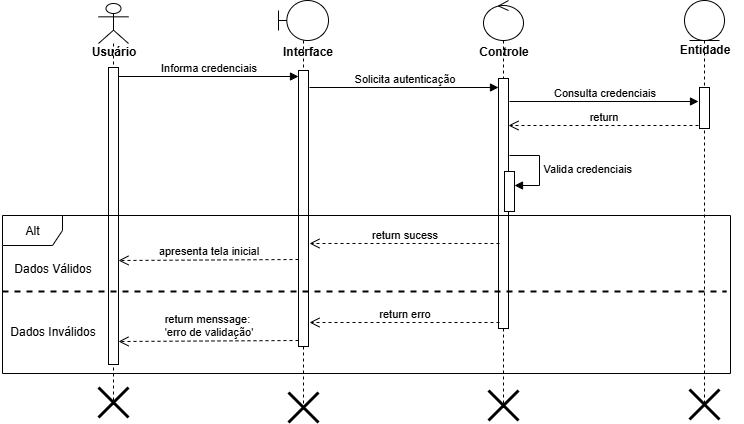 Usuário
Interface
Controle
Entidade
Informa credenciais
Solicita autenticação
Consulta credenciais
return
Valida credenciais
Alt
return sucess
apresenta tela inicial
Dados Válidos
return erro
return menssage:
'erro de validação'
Dados Inválidos